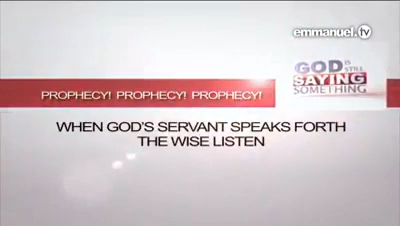 emmanuel.tv
GOD IS STILL
SAYING
SOMETHING
PROPHECY! PROPHECY! PROPHECY!
WHEN GOD'S SERVANT SPEAKS FORTH
THE WISE LISTEN